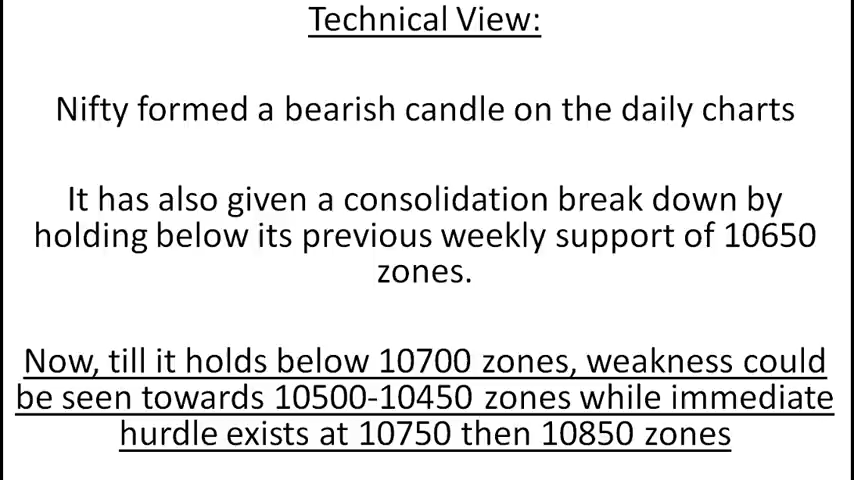 Technical View:
Nifty formed a bearish candle on the daily charts
It has also given a consolidation break down by
holding below its previous weekly support of 10650
zones.
Now, till it holds below 10700 zones, weakness could
be seen towards 10500-10450 zones while immediate
hurdle exists at 10750 then 10850 zones